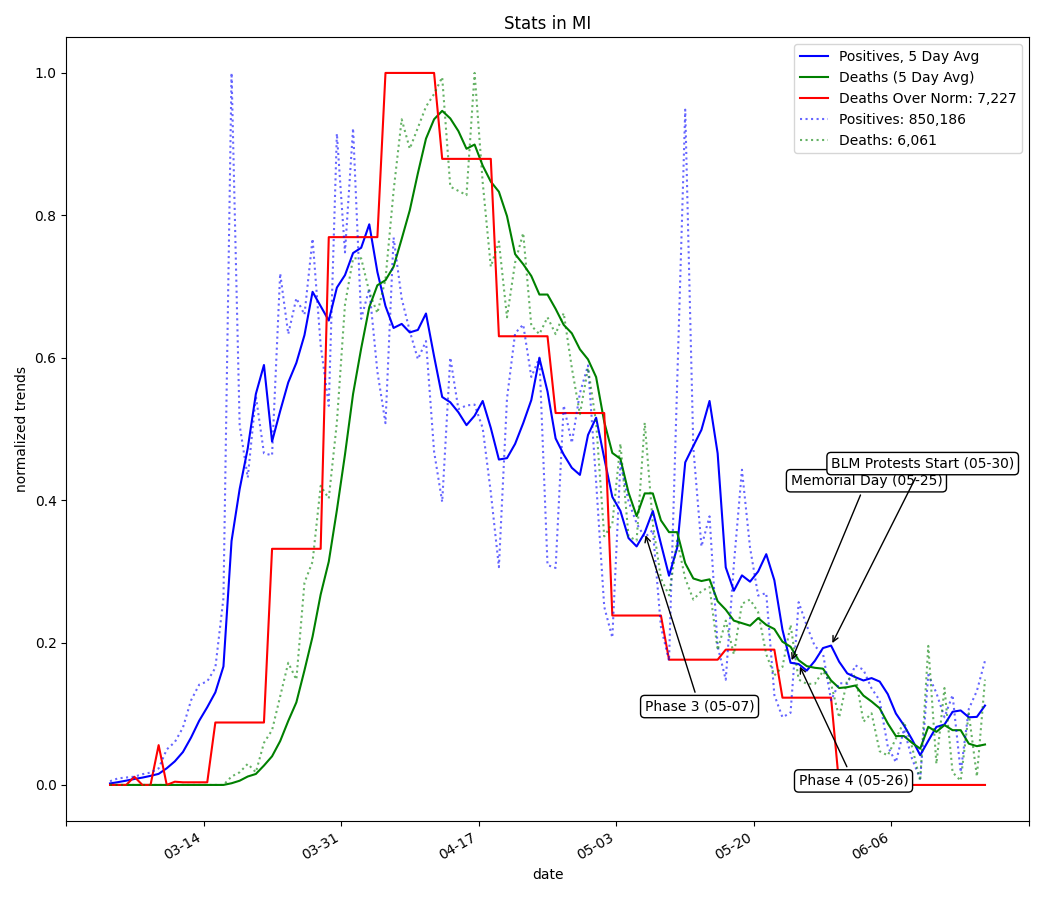 Stats in MI
Positives, 5 Day Avg
Deaths (5 Day Avg)
Deaths Over Norm: 7,227
Positives: 850,186
Deaths: 6,061
normalized trends
1.0
0.8
0.6
0.4
0.2
0.0
BLM Protests Start (05-30)
Memorial Day (05-25)
Phase 3 (05-07)
Phase 4 (05-26)
03-14
03-31
04-17
05-03
05-20
06-06
date